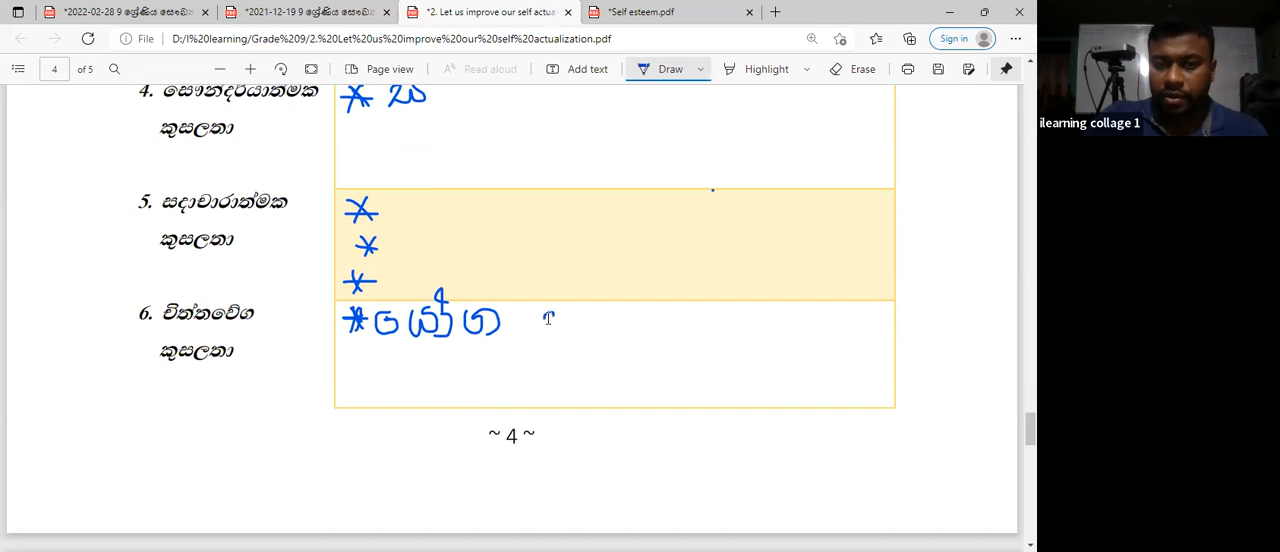 *2022-02-28 9 ශ්‍රේණිය සෞඛ්‍ය
*2021-12-19 9 ශ්‍රේණිය සෞඛ්‍ය
*2. Let us improve our self actua
*Self esteem.pdf
File D:/I%20learning/Grade%209/2.%20Let%20us%20improve%20our%20self%20actualization.pdf
Sign in
4 of 5
Page view
Read aloud
Add text
Draw
Highlight
Erase
ilearning collage 1
4. සෞන්දර්යාත්මක
කුසලතා
5. සදාචාරාත්මක
කුසලතා
6. චිත්තවේග
කුසලතා
~ 4 ~